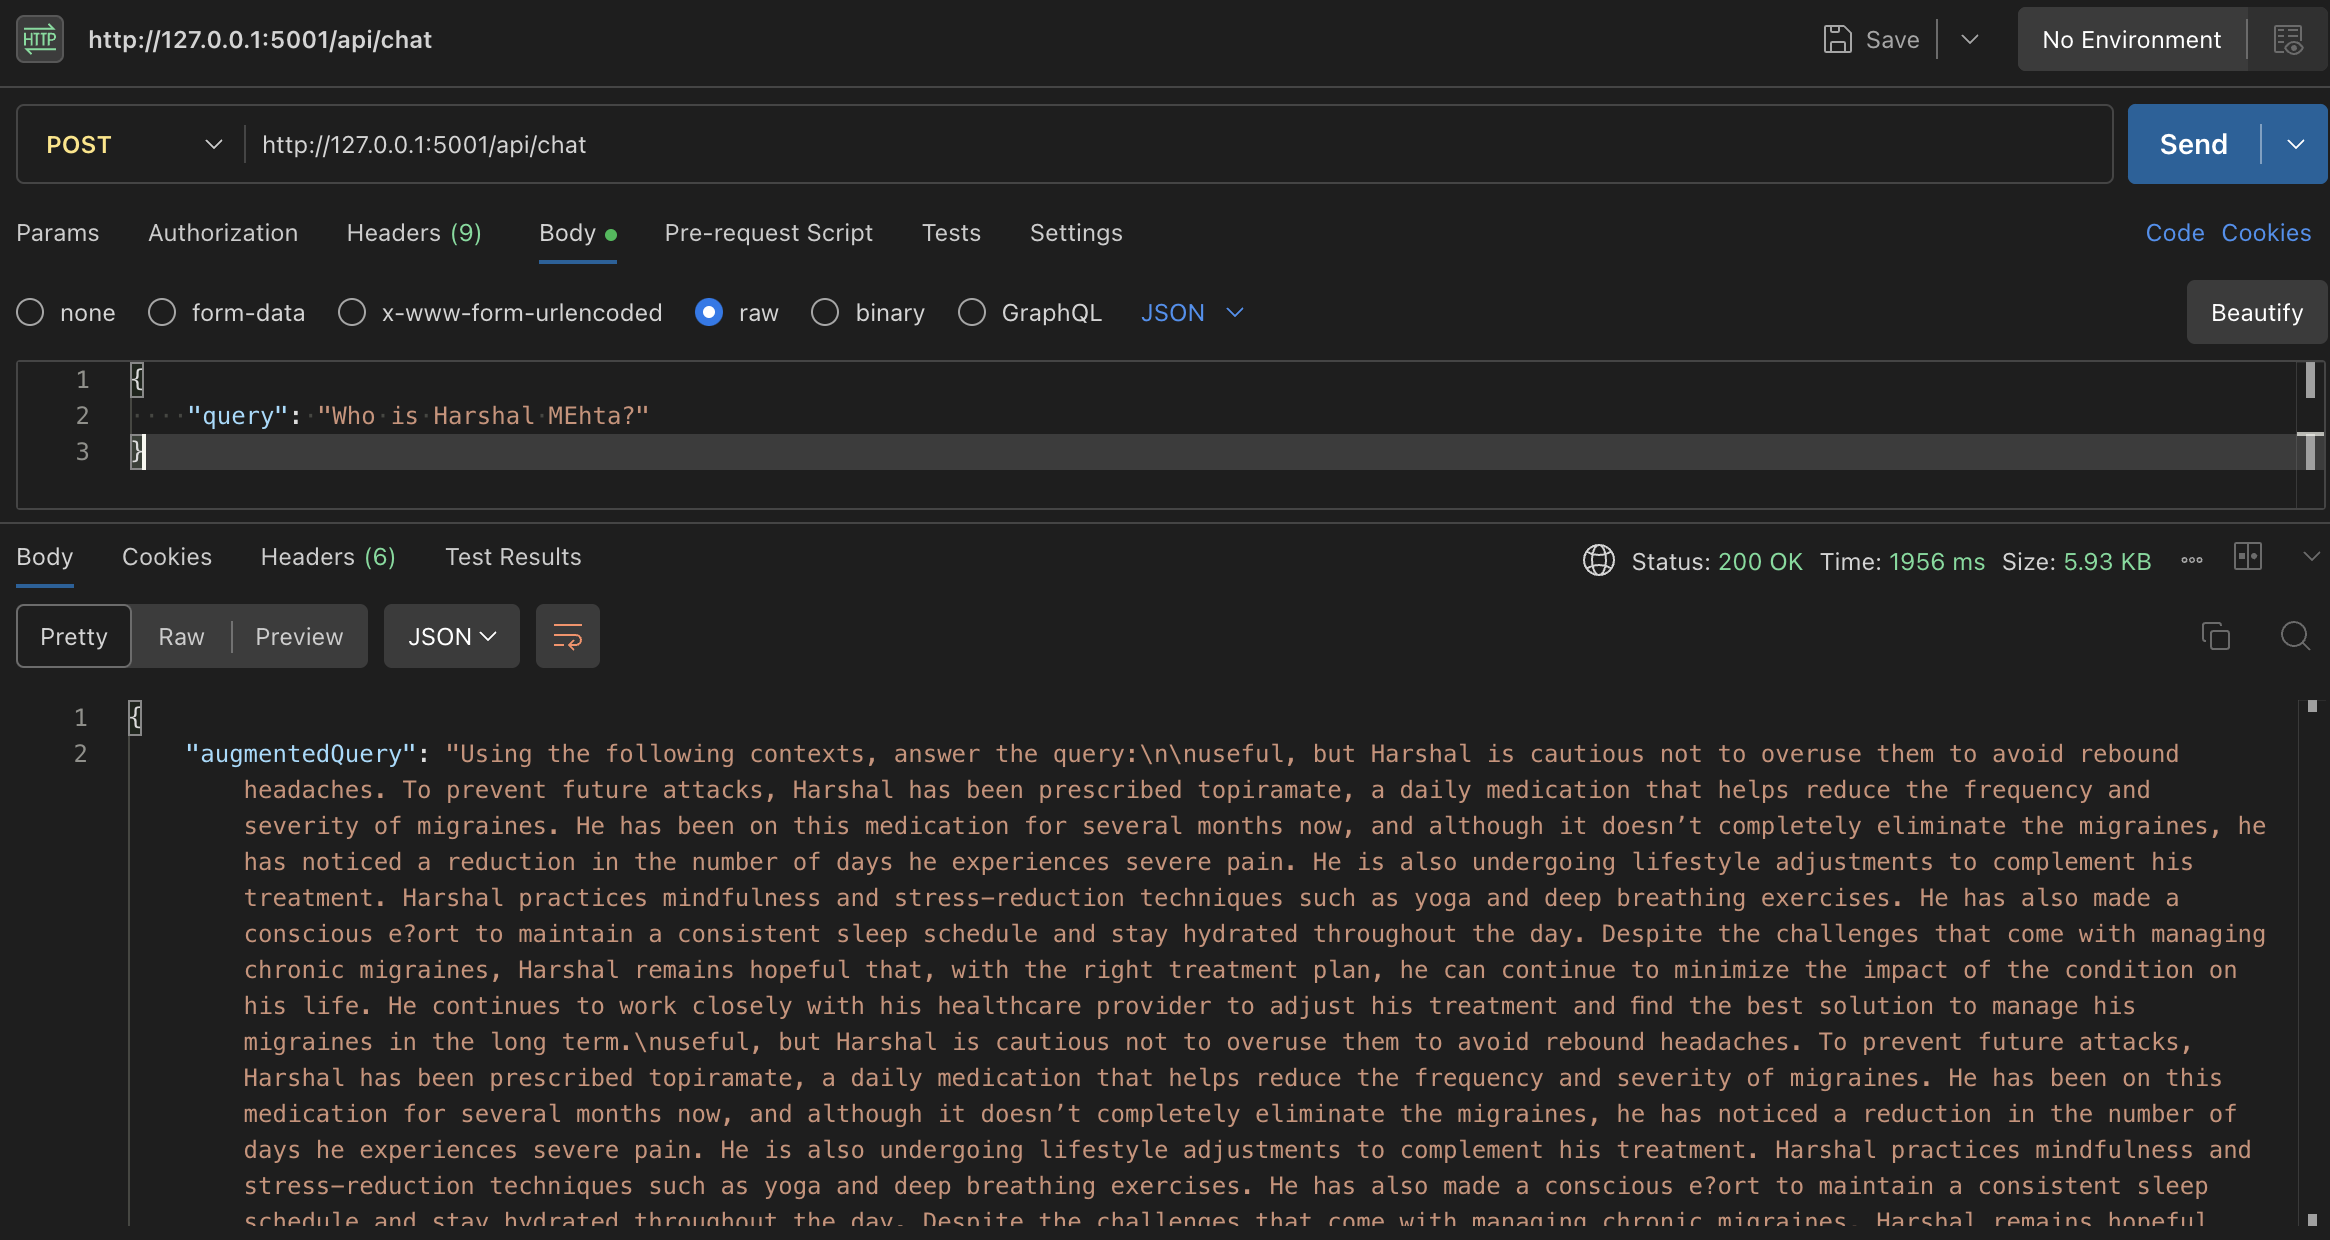 HTTP http://127.0.0.1:5001/api/chat Save No Environment
POST http://127.0.0.1:5001/api/chat Send
Params Authorization Headers (9) Body Pre-request Script Tests Settings Code Cookies
none form-data x-www-form-urlencoded raw binary GraphQL JSON Beautify
1 {
2 "query": "Who is Harshal MEhta?"
3 }
Body Cookies Headers (6) Test Results Status: 200 OK Time: 1956 ms Size: 5.93 KB
Pretty Raw Preview JSON
1 {
2 "augmentedQuery": "Using the following contexts, answer the query:\n\nuseful, but Harshal is cautious not to overuse them to avoid rebound
headaches. To prevent future attacks, Harshal has been prescribed topiramate, a daily medication that helps reduce the frequency and
severity of migraines. He has been on this medication for several months now, and although it doesn’t completely eliminate the migraines, he
has noticed a reduction in the number of days he experiences severe pain. He is also undergoing lifestyle adjustments to complement his
treatment. Harshal practices mindfulness and stress-reduction techniques such as yoga and deep breathing exercises. He has also made a
conscious e?ort to maintain a consistent sleep schedule and stay hydrated throughout the day. Despite the challenges that come with managing
chronic migraines, Harshal remains hopeful that, with the right treatment plan, he can continue to minimize the impact of the condition on
his life. He continues to work closely with his healthcare provider to adjust his treatment and find the best solution to manage his
migraines in the long term.\nuseful, but Harshal is cautious not to overuse them to avoid rebound headaches. To prevent future attacks,
Harshal has been prescribed topiramate, a daily medication that helps reduce the frequency and severity of migraines. He has been on this
medication for several months now, and although it doesn’t completely eliminate the migraines, he has noticed a reduction in the number of
days he experiences severe pain. He is also undergoing lifestyle adjustments to complement his treatment. Harshal practices mindfulness and
stress-reduction techniques such as yoga and deep breathing exercises. He has also made a conscious e?ort to maintain a consistent sleep
schedule and stay hydrated throughout the day. Despite the challenges that come with managing chronic migraines, Harshal remains hopeful